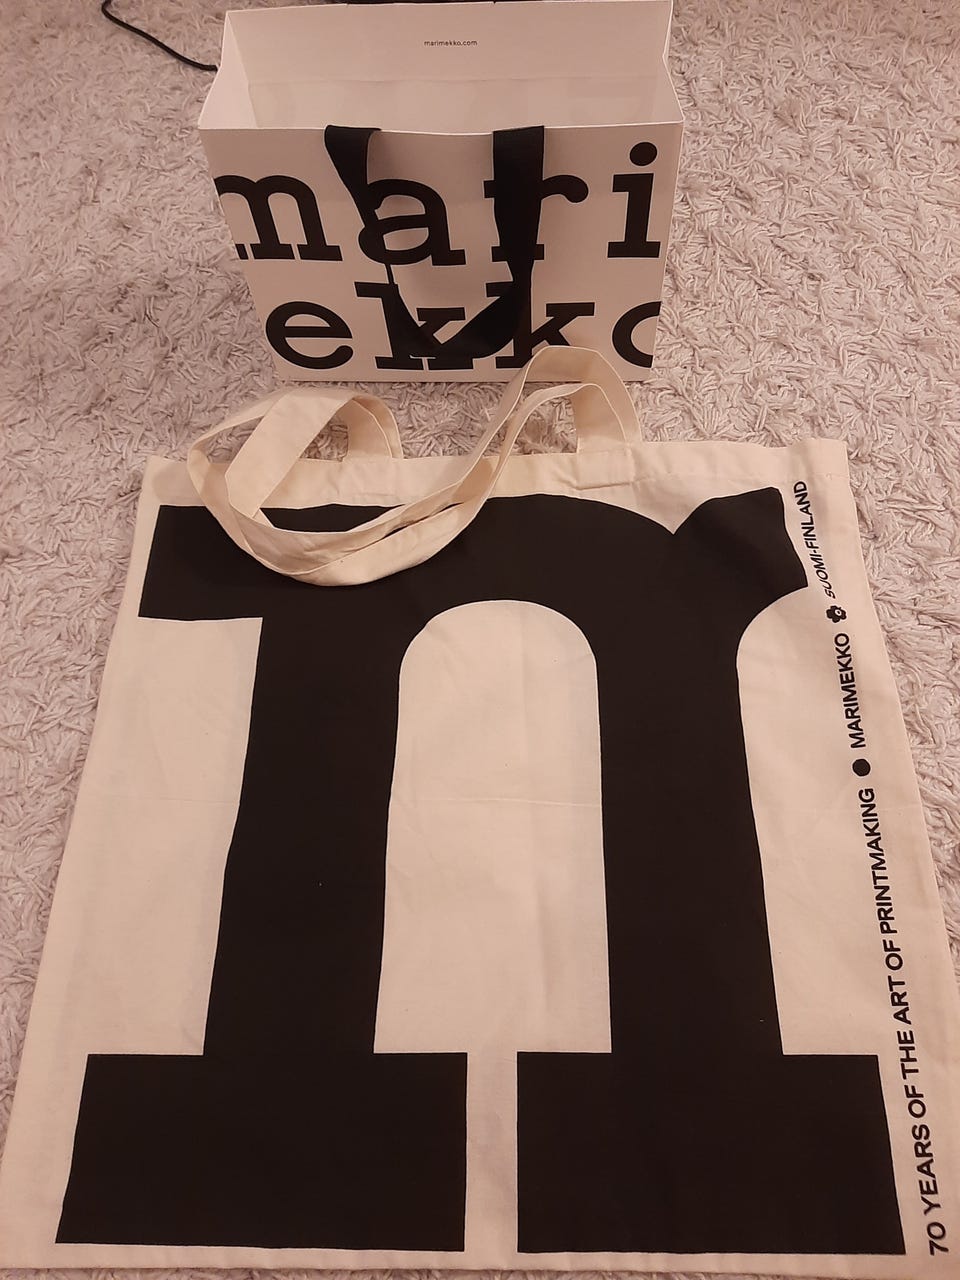 marimekko.com
mari
ekko
m
70 YEARS OF THE ART OF PRINTMAKING ● MARIMEKKO SUOMI-FINLAND